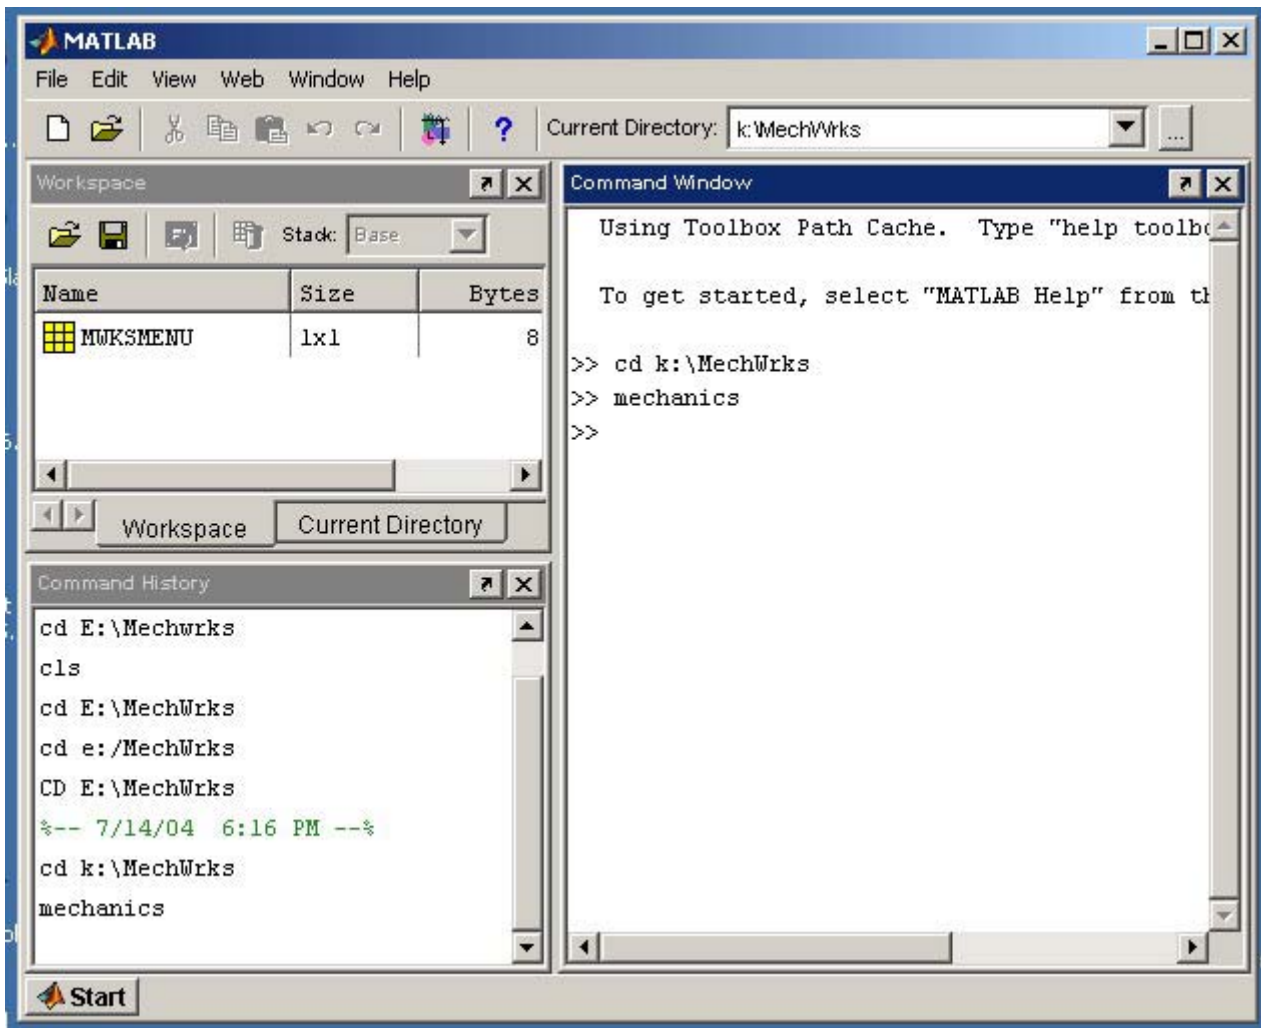 MATLAB
File Edit View Web Window Help
? Current Directory: k:\MechWrks ...
Workspace
Stack: Base
Name Size Bytes
MWKSMENU 1x1 8
Workspace Current Directory
Command History
cd E:\Mechwrks
cls
cd E:\MechWrks
cd e:/MechWrks
CD E:\MechWrks
%-- 7/14/04 6:16 PM --%
cd k:\MechWrks
mechanics
Command Window
Using Toolbox Path Cache. Type "help toolbo
To get started, select "MATLAB Help" from th
>> cd k:\MechWrks
>> mechanics
>>
Start